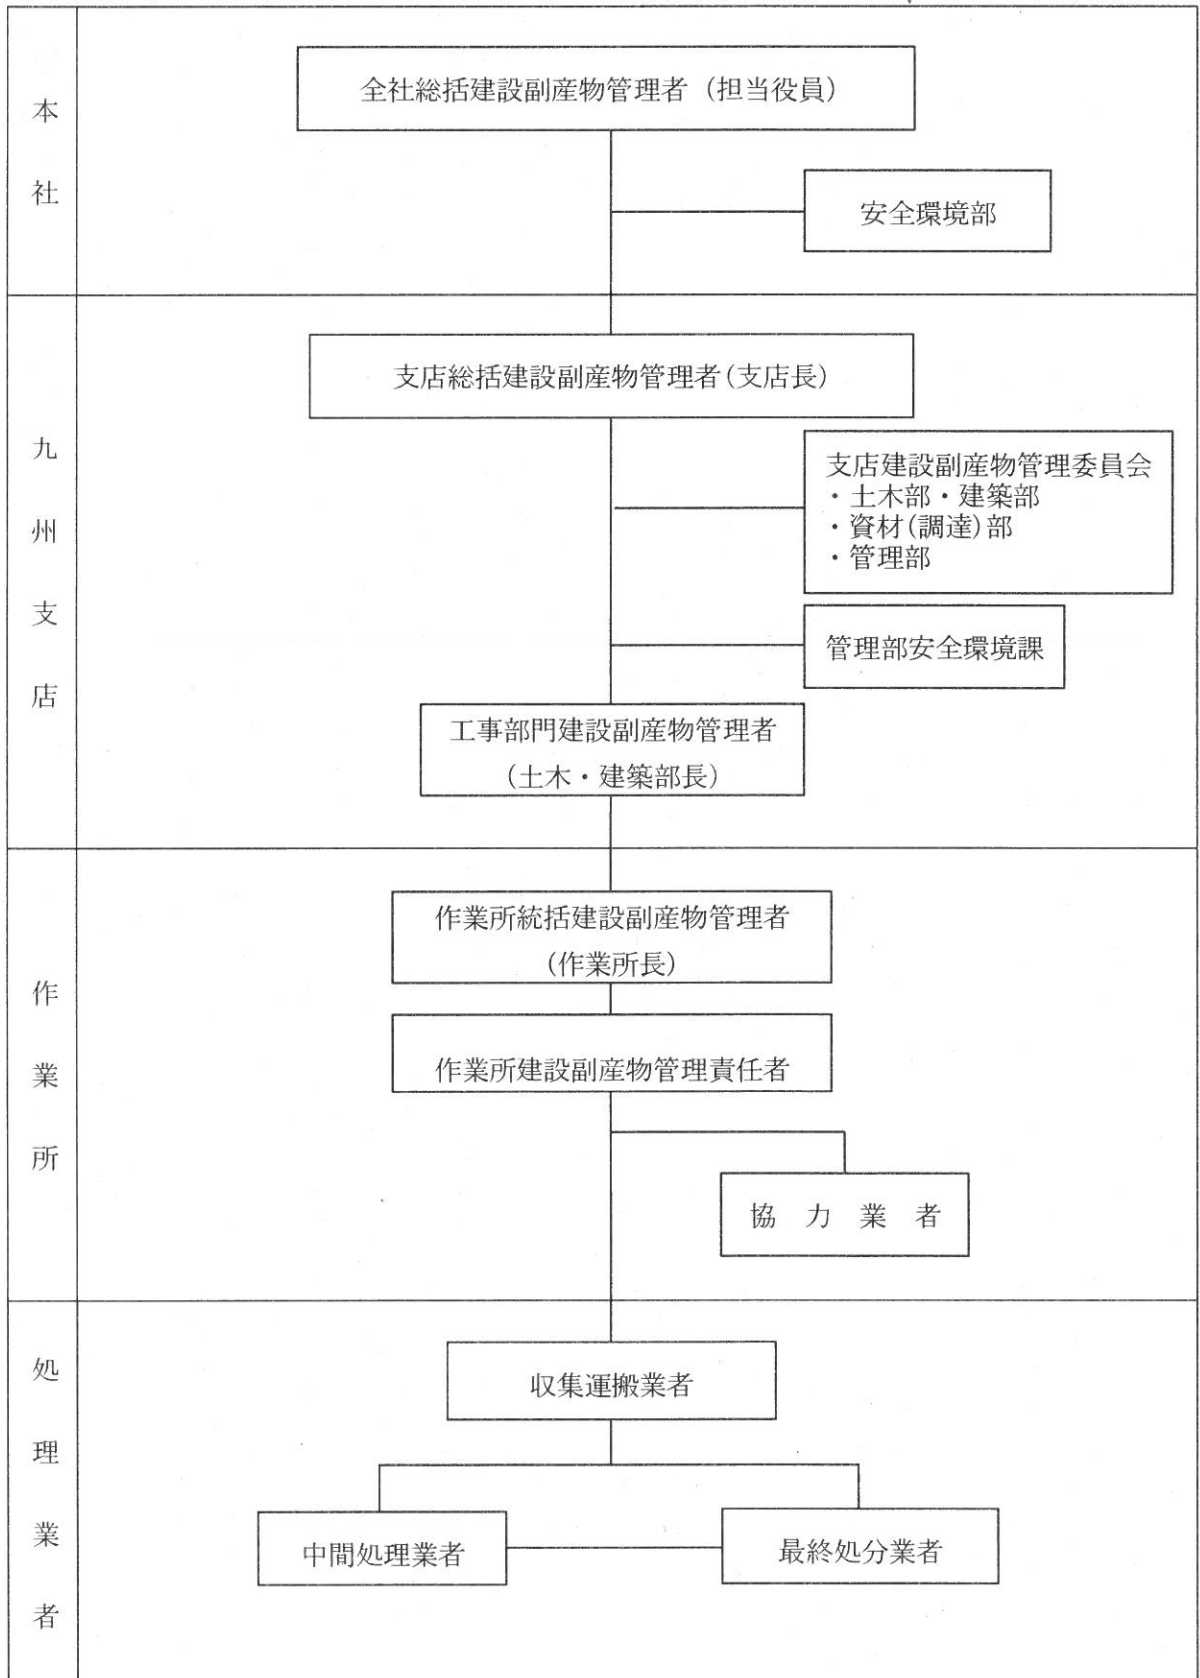 本社
全社総括建設副産物管理者（担当役員）
安全環境部
九州支店
支店総括建設副産物管理者(支店長)
支店建設副産物管理委員会
・土木部・建築部
・資材(調達)部
・管理部
管理部安全環境課
工事部門建設副産物管理者
(土木・建築部長)
作業所
作業所統括建設副産物管理者
(作業所長)
作業所建設副産物管理責任者
協力業者
処理業者
収集運搬業者
中間処理業者
最終処分業者